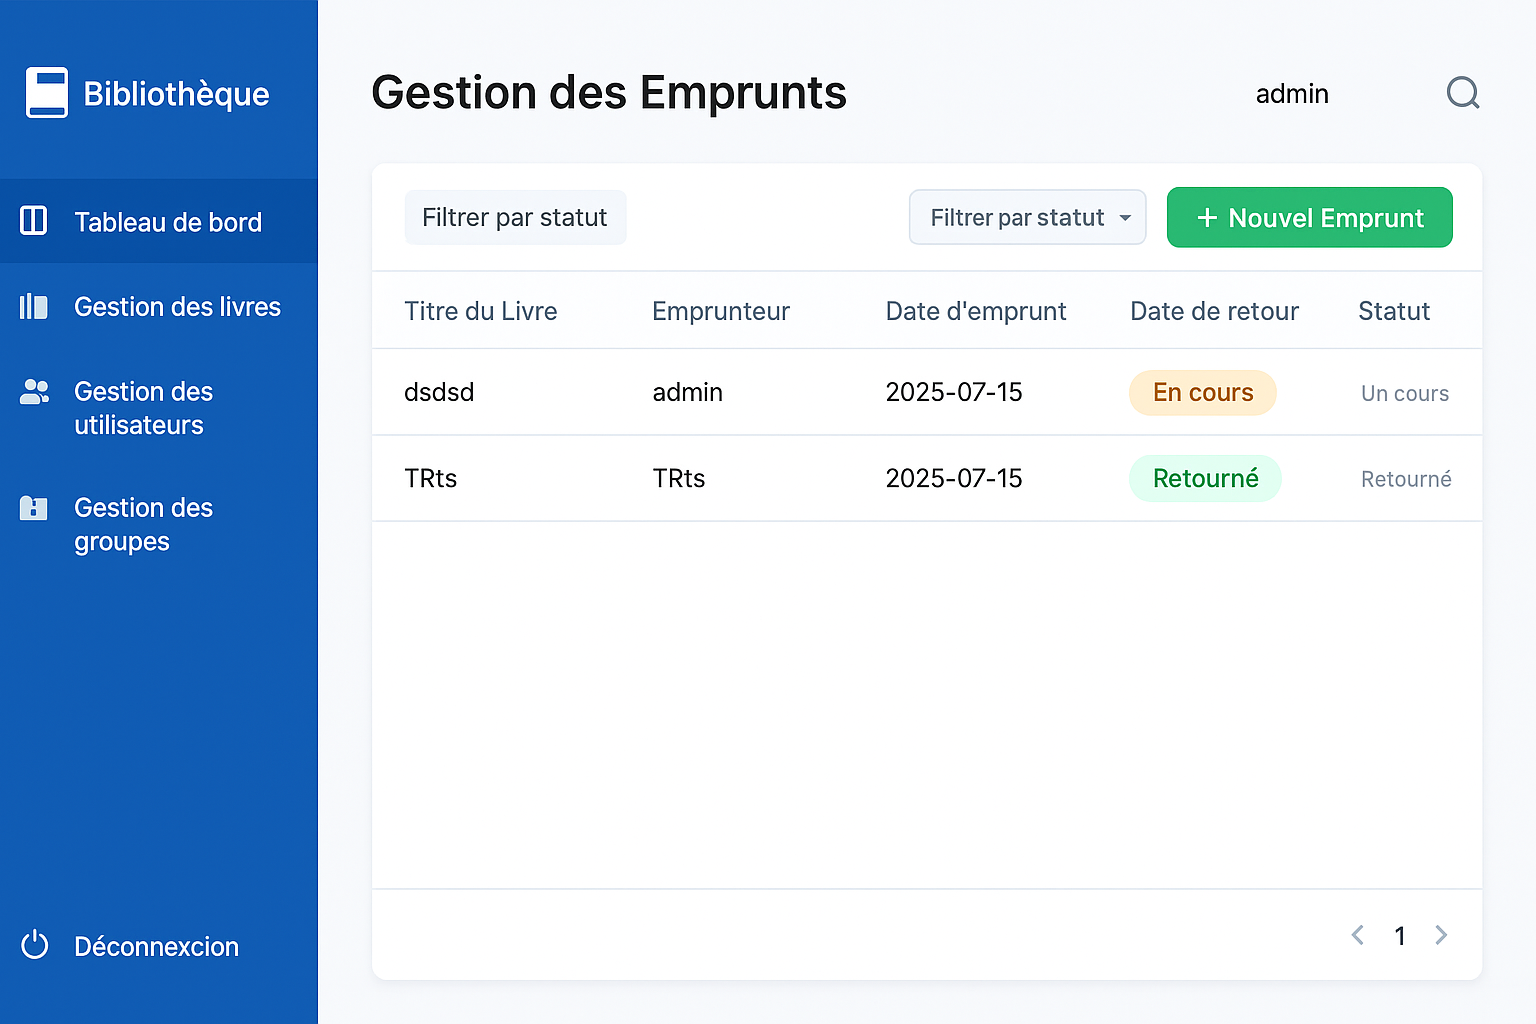 Bibliothèque
Tableau de bord
Gestion des livres
Gestion des
utilisateurs
Gestion des
groupes
Déconnexcion
Gestion des Emprunts
admin
Filtrer par statut
Filtrer par statut
+ Nouvel Emprunt
Titre du Livre Emprunteur Date d'emprunt Date de retour Statut
dsdsd admin 2025-07-15 En cours Un cours
TRts TRts 2025-07-15 Retourné Retourné
< 1 >